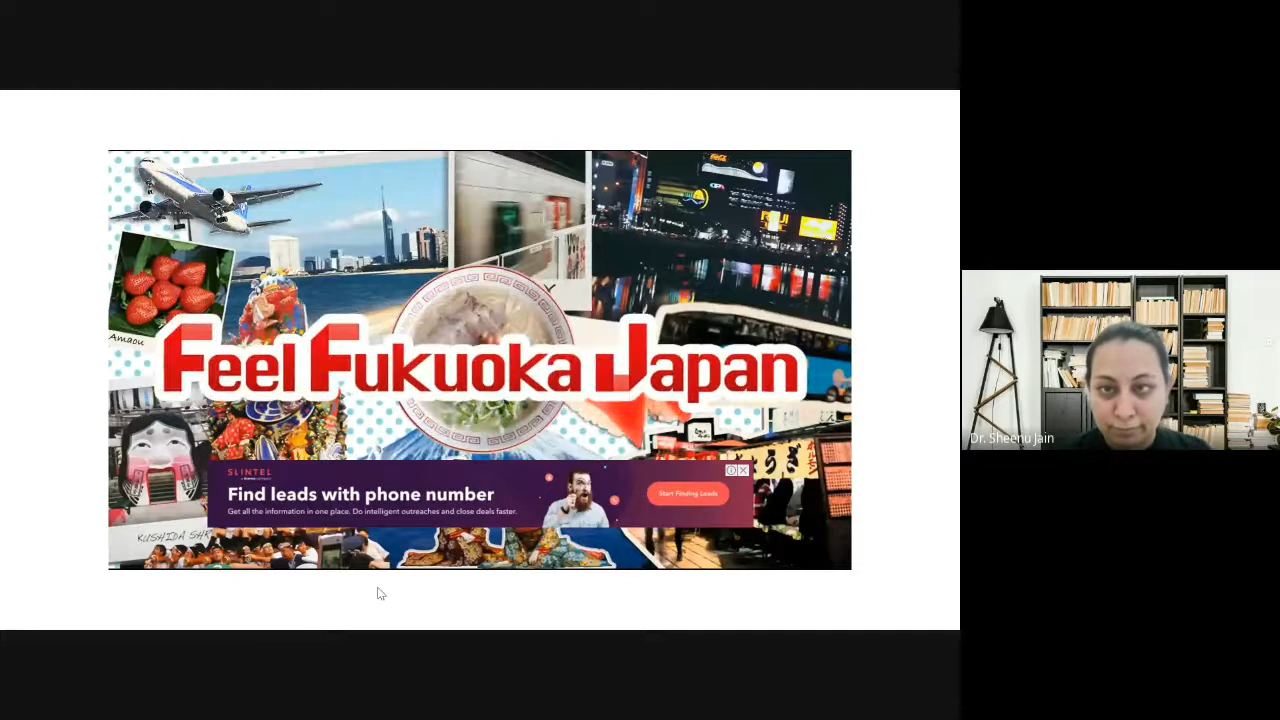 Feel Fukuoka Japan
Amaou
SLINTEL
Find leads with phone number
Get all the information in one place. Do intelligent outreaches and close deals faster.
Start Finding Leads
KUSHIDA SHR
Dr. Sheenu Jain